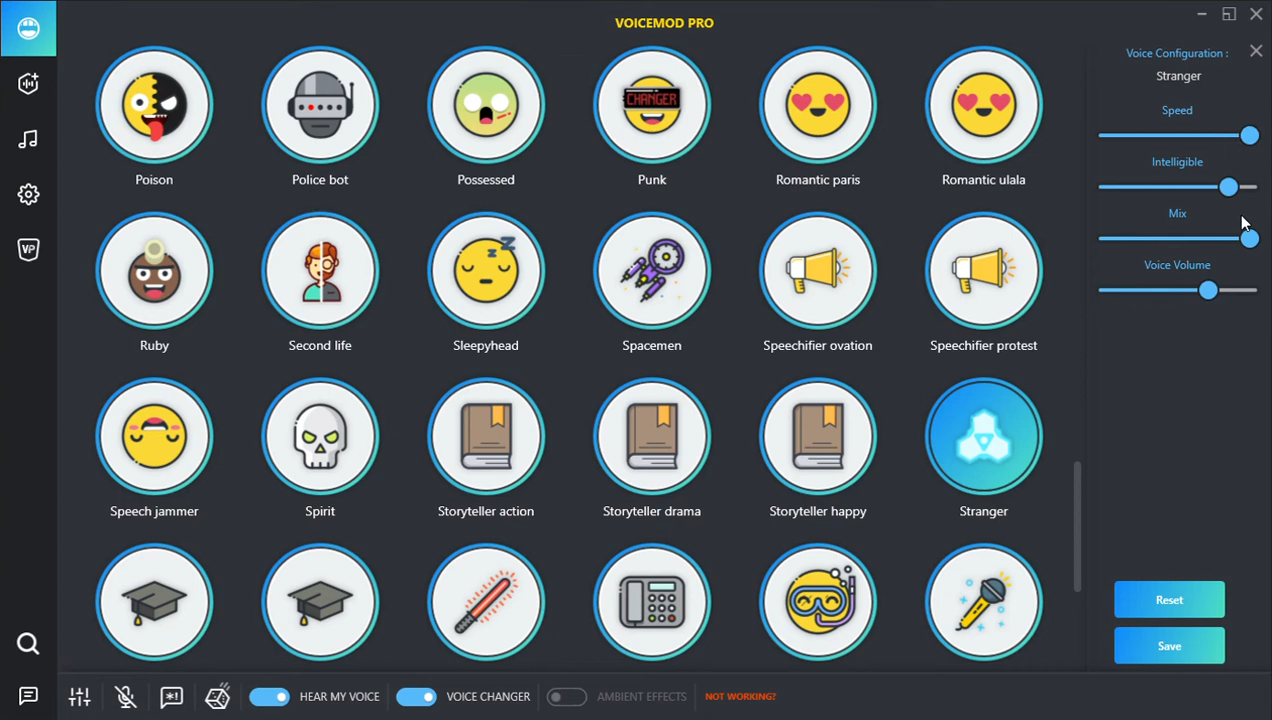 VOICEMOD PRO
Voice Configuration :
Stranger
Speed
Intelligible
Mix
Voice Volume
CHANGER
Poison
Police bot
Possessed
Punk
Romantic paris
Romantic ulala
Z
Z
Z
Ruby
Second life
Sleepyhead
Spacemen
Speechifier ovation
Speechifier protest
Speech jammer
Spirit
Storyteller action
Storyteller drama
Storyteller happy
Stranger
VP
Reset
Save
*!
HEAR MY VOICE
VOICE CHANGER
AMBIENT EFFECTS
NOT WORKING?